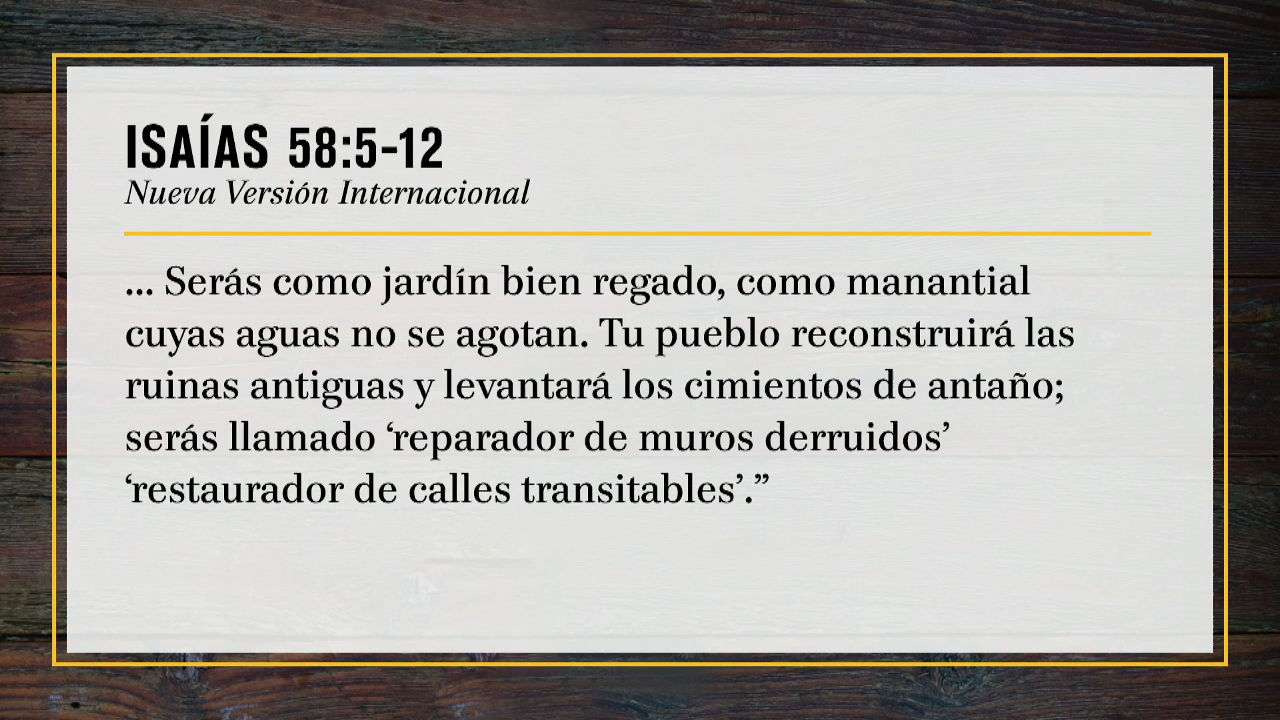 ISAÍAS 58:5-12
Nueva Versión Internacional
... Serás como jardín bien regado, como manantial
cuyas aguas no se agotan. Tu pueblo reconstruirá las
ruinas antiguas y levantará los cimientos de antaño;
serás llamado ‘reparador de muros derruidos’
‘restaurador de calles transitables’.”